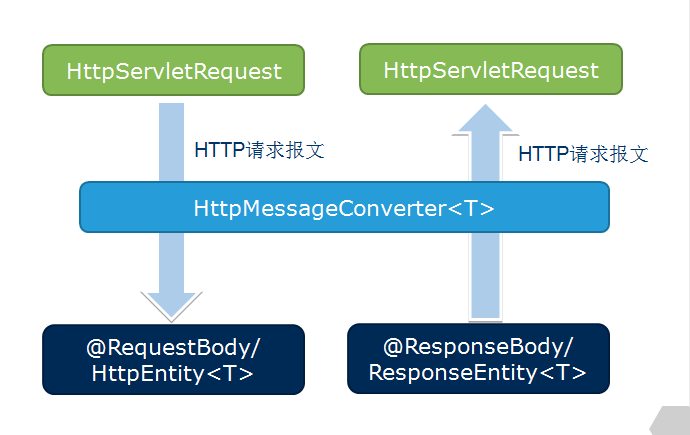 HttpServletRequest
HttpServletRequest
HTTP请求报文
HTTP请求报文
HttpMessageConverter<T>
@RequestBody/
HttpEntity<T>
@ResponseBody/
ResponseEntity<T>